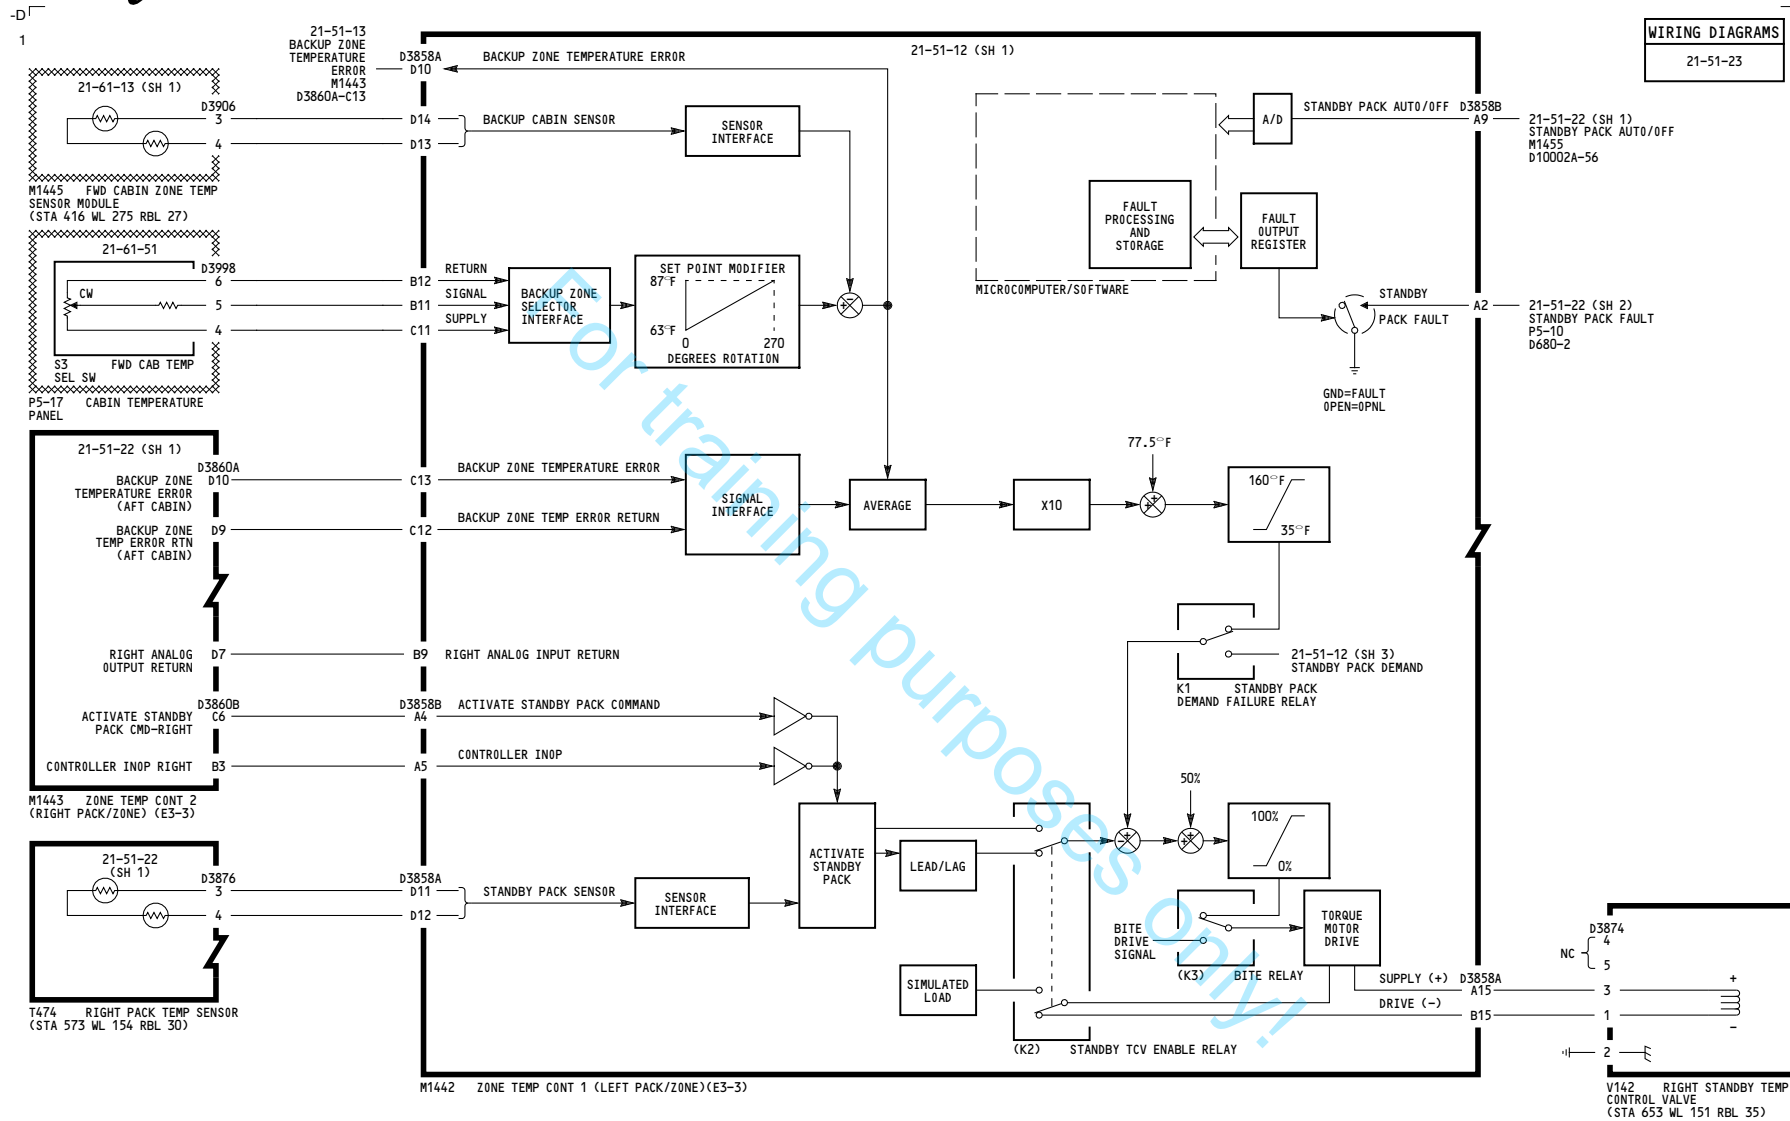 -D
1
WIRING DIAGRAMS
21-51-23
21-51-13
BACKUP ZONE
TEMPERATURE
ERROR
M1443
D3860A-C13
D3858A
D10
BACKUP ZONE TEMPERATURE ERROR
21-51-12 (SH 1)
21-61-13 (SH 1)
D3906
3
4
M1445 FWD CABIN ZONE TEMP
SENSOR MODULE
(STA 416 WL 275 RBL 27)
D14
D13
BACKUP CABIN SENSOR
SENSOR
INTERFACE
A/D
STANDBY PACK AUTO/OFF D3858B
A9
21-51-22 (SH 1)
STANDBY PACK AUTO/OFF
M1455
D10002A-56
FAULT
PROCESSING
AND
STORAGE
FAULT
OUTPUT
REGISTER
MICROCOMPUTER/SOFTWARE
STANDBY
PACK FAULT
A2
21-51-22 (SH 2)
STANDBY PACK FAULT
P5-10
D680-2
GND=FAULT
OPEN=OPNL
21-61-51
D3998
CW
6
5
4
S3 FWD CAB TEMP
SEL SW
P5-17 CABIN TEMPERATURE
PANEL
B12
B11
C11
RETURN
SIGNAL
SUPPLY
BACKUP ZONE
SELECTOR
INTERFACE
SET POINT MODIFIER
87°F
63°F
0 270
DEGREES ROTATION
+ -
21-51-22 (SH 1)
D3860A
BACKUP ZONE D10
TEMPERATURE ERROR
(AFT CABIN)
BACKUP ZONE D9
TEMP ERROR RTN
(AFT CABIN)
C13
BACKUP ZONE TEMPERATURE ERROR
C12
BACKUP ZONE TEMP ERROR RETURN
SIGNAL
INTERFACE
AVERAGE
X10
77.5°F
+ +
160°F
35°F
RIGHT ANALOG D7
OUTPUT RETURN
B9 RIGHT ANALOG INPUT RETURN
D3860B
ACTIVATE STANDBY C6
PACK CMD-RIGHT
D3858B
A4
ACTIVATE STANDBY PACK COMMAND
CONTROLLER INOP RIGHT B3
A5
CONTROLLER INOP
M1443 ZONE TEMP CONT 2
(RIGHT PACK/ZONE) (E3-3)
21-51-12 (SH 3)
STANDBY PACK DEMAND
K1 STANDBY PACK
DEMAND FAILURE RELAY
21-51-22
(SH 1)
D3876
3
4
T474 RIGHT PACK TEMP SENSOR
(STA 573 WL 154 RBL 30)
D3858A
D11
D12
STANDBY PACK SENSOR
SENSOR
INTERFACE
ACTIVATE
STANDBY
PACK
LEAD/LAG
SIMULATED
LOAD
(K2) STANDBY TCV ENABLE RELAY
- +
50%
+ +
100%
0%
BITE
DRIVE
SIGNAL
(K3) BITE RELAY
TORQUE
MOTOR
DRIVE
SUPPLY (+) D3858A
A15
DRIVE (-)
B15
D3874
NC
4
5
3
1
2
+
-
V142 RIGHT STANDBY TEMP
CONTROL VALVE
(STA 653 WL 151 RBL 35)
M1442 ZONE TEMP CONT 1 (LEFT PACK/ZONE)(E3-3)
For training purposes only!